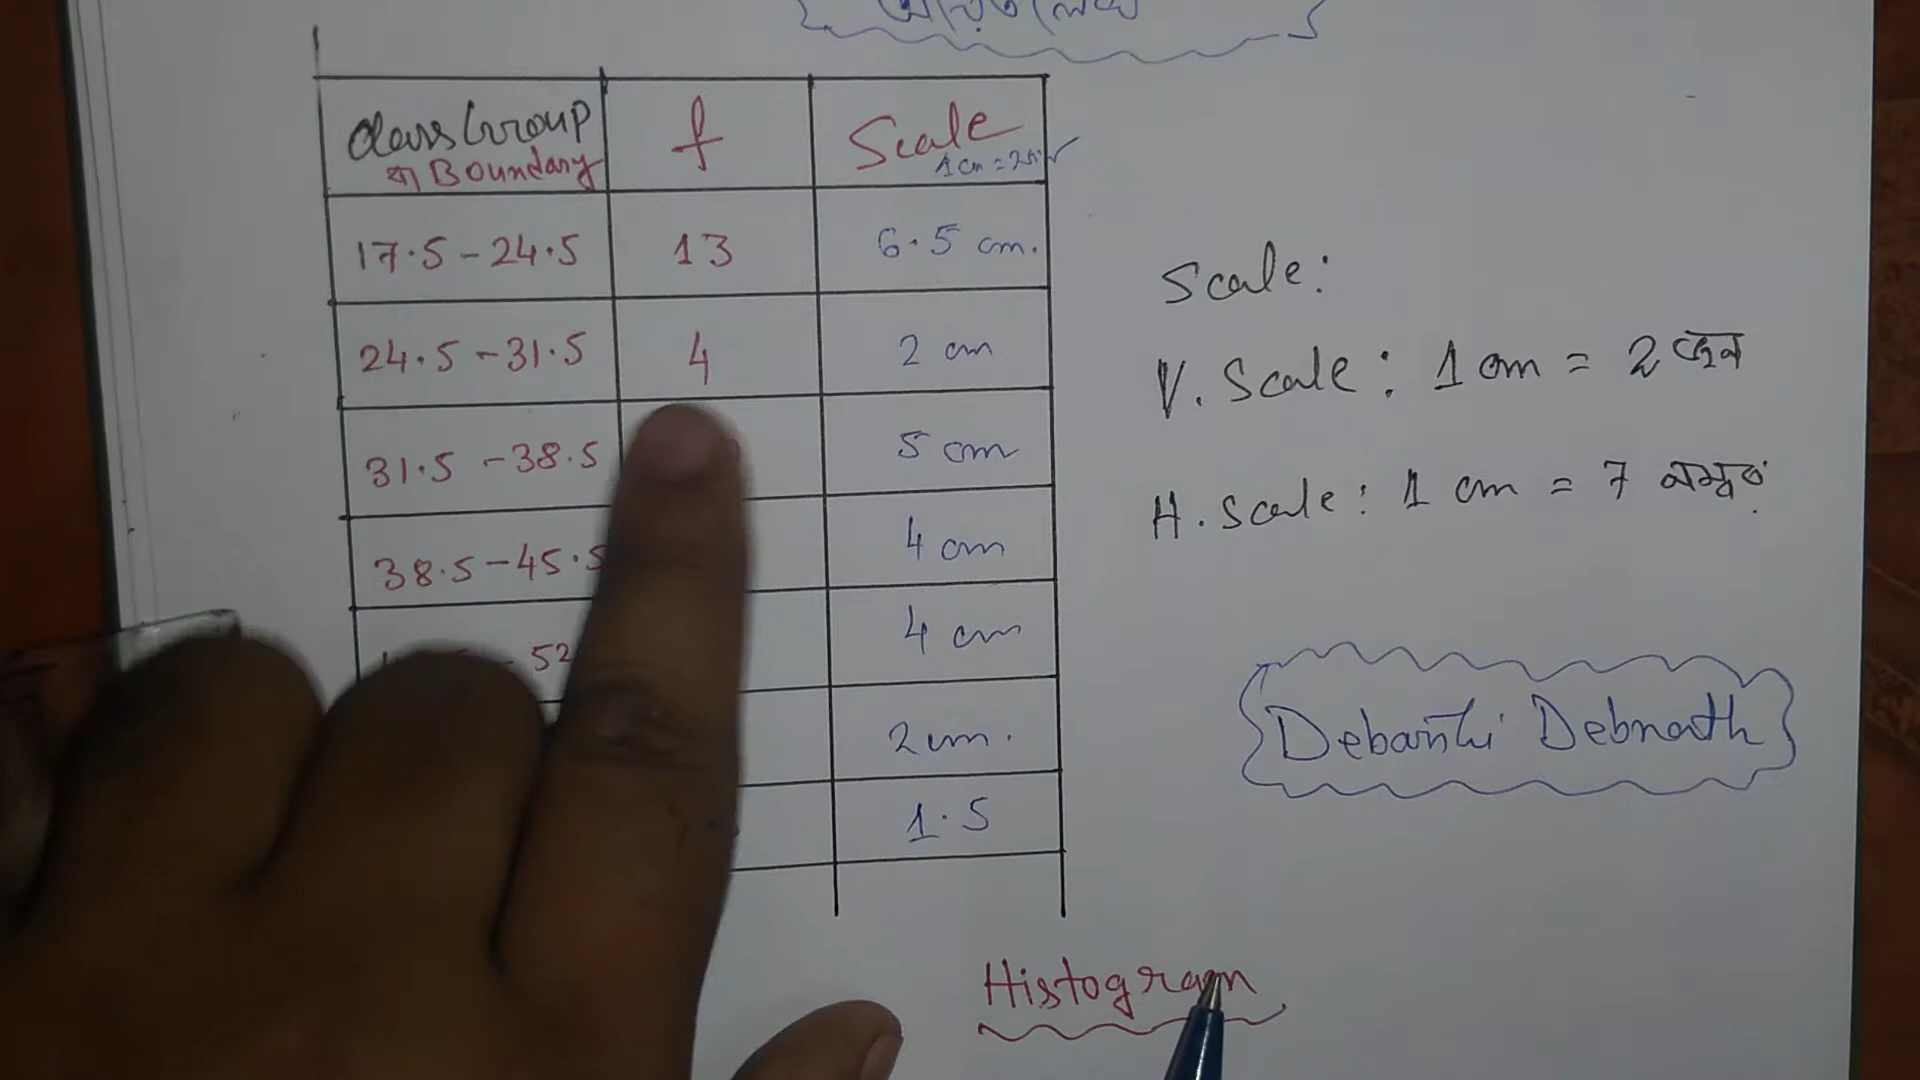 class Group f Scale
বা Boundary 1 cm = 2 জন
17.5 - 24.5 13 6.5 cm.
24.5 - 31.5 4 2 cm
31.5 - 38.5 5 cm
38.5 - 45.5 4 cm
- 52 4 cm
2 cm.
1.5
Scale:
V. Scale: 1 cm = 2 জন
H. Scale: 1 cm = 7 নম্বর
Debanti Debnath
Histogram